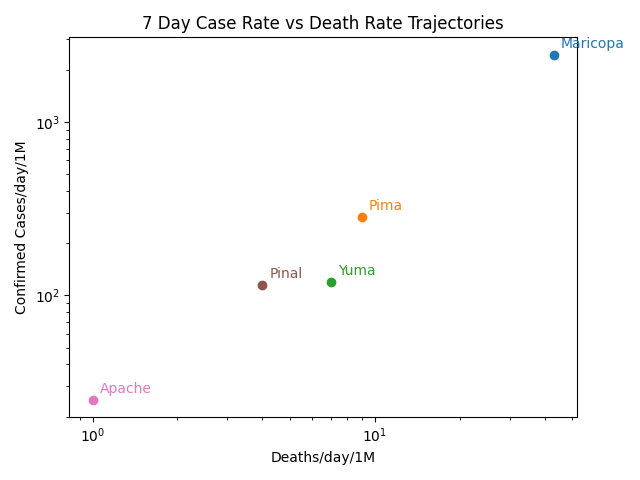 7 Day Case Rate vs Death Rate Trajectories
Maricopa
10³
Confirmed Cases/day/1M
Pima
Pinal
Yuma
10²
Apache
10⁰
10¹
Deaths/day/1M